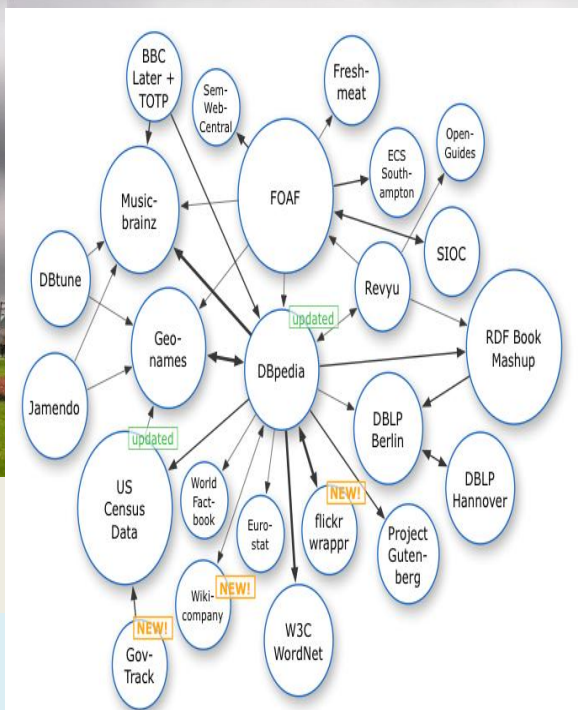 BBC
Later +
TOTP
Sem-
Web-
Central
Fresh-
meat
Open-
Guides
ECS
South-
ampton
FOAF
Music-
brainz
SIOC
DBtune
Revyu
updated
Geo-
names
RDF Book
Mashup
DBpedia
Jamendo
DBLP
Berlin
updated
US
Census
Data
World
Fact-
book
Euro-
stat
NEW!
flickr
wrappr
DBLP
Hannover
Project
Guten-
berg
NEW!
Wiki-
company
W3C
WordNet
NEW!
Gov-
Track